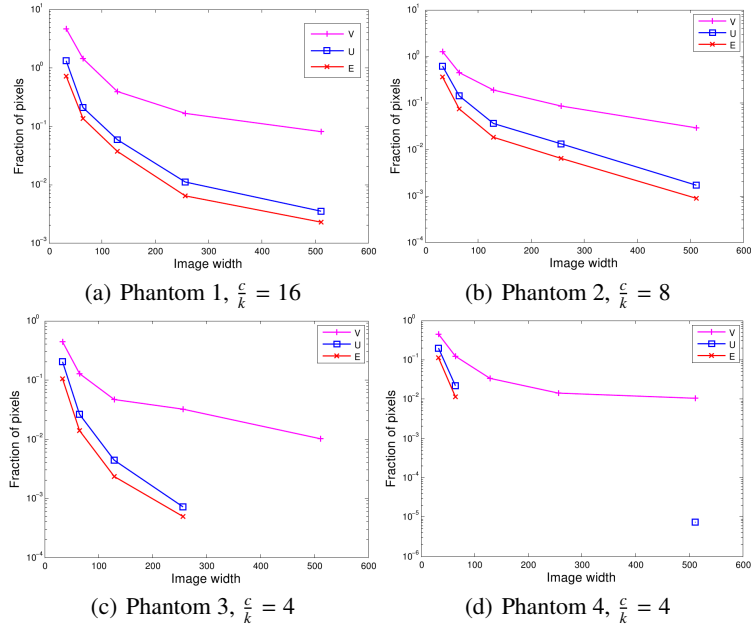 10^1
10^0
10^-1
10^-2
10^-3
Fraction of pixels
0 100 200 300 400 500 600
Image width
V
U
E
(a) Phantom 1, c/k = 16
10^2
10^1
10^0
10^-1
10^-2
10^-3
10^-4
Fraction of pixels
0 100 200 300 400 500 600
Image width
V
U
E
(b) Phantom 2, c/k = 8
10^0
10^-1
10^-2
10^-3
10^-4
Fraction of pixels
0 100 200 300 400 500 600
Image width
V
U
E
(c) Phantom 3, c/k = 4
10^0
10^-1
10^-2
10^-3
10^-4
10^-5
10^-6
Fraction of pixels
0 100 200 300 400 500 600
Image width
V
U
E
(d) Phantom 4, c/k = 4